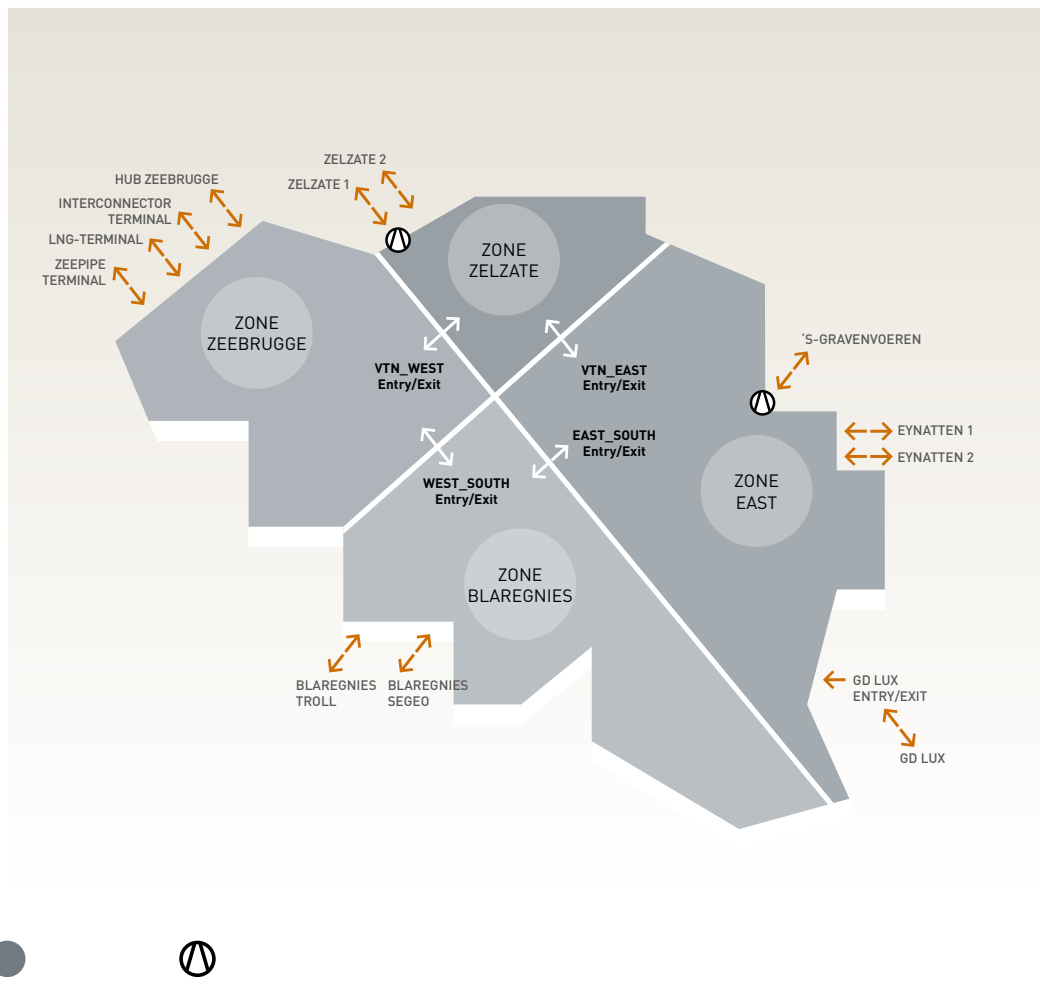 ZELZATE 2
ZELZATE 1
HUB ZEEBRUGGE
INTERCONNECTOR
TERMINAL
LNG-TERMINAL
ZEEPIPE
TERMINAL
ZONE
ZELZATE
ZONE
ZEEBRUGGE
'S-GRAVENVOEREN
VTN_WEST
Entry/Exit
VTN_EAST
Entry/Exit
EYNATTEN 1
EAST_SOUTH
Entry/Exit
EYNATTEN 2
WEST_SOUTH
Entry/Exit
ZONE
EAST
ZONE
BLAREGNIES
BLAREGNIES
TROLL
BLAREGNIES
SEGEO
GD LUX
ENTRY/EXIT
GD LUX